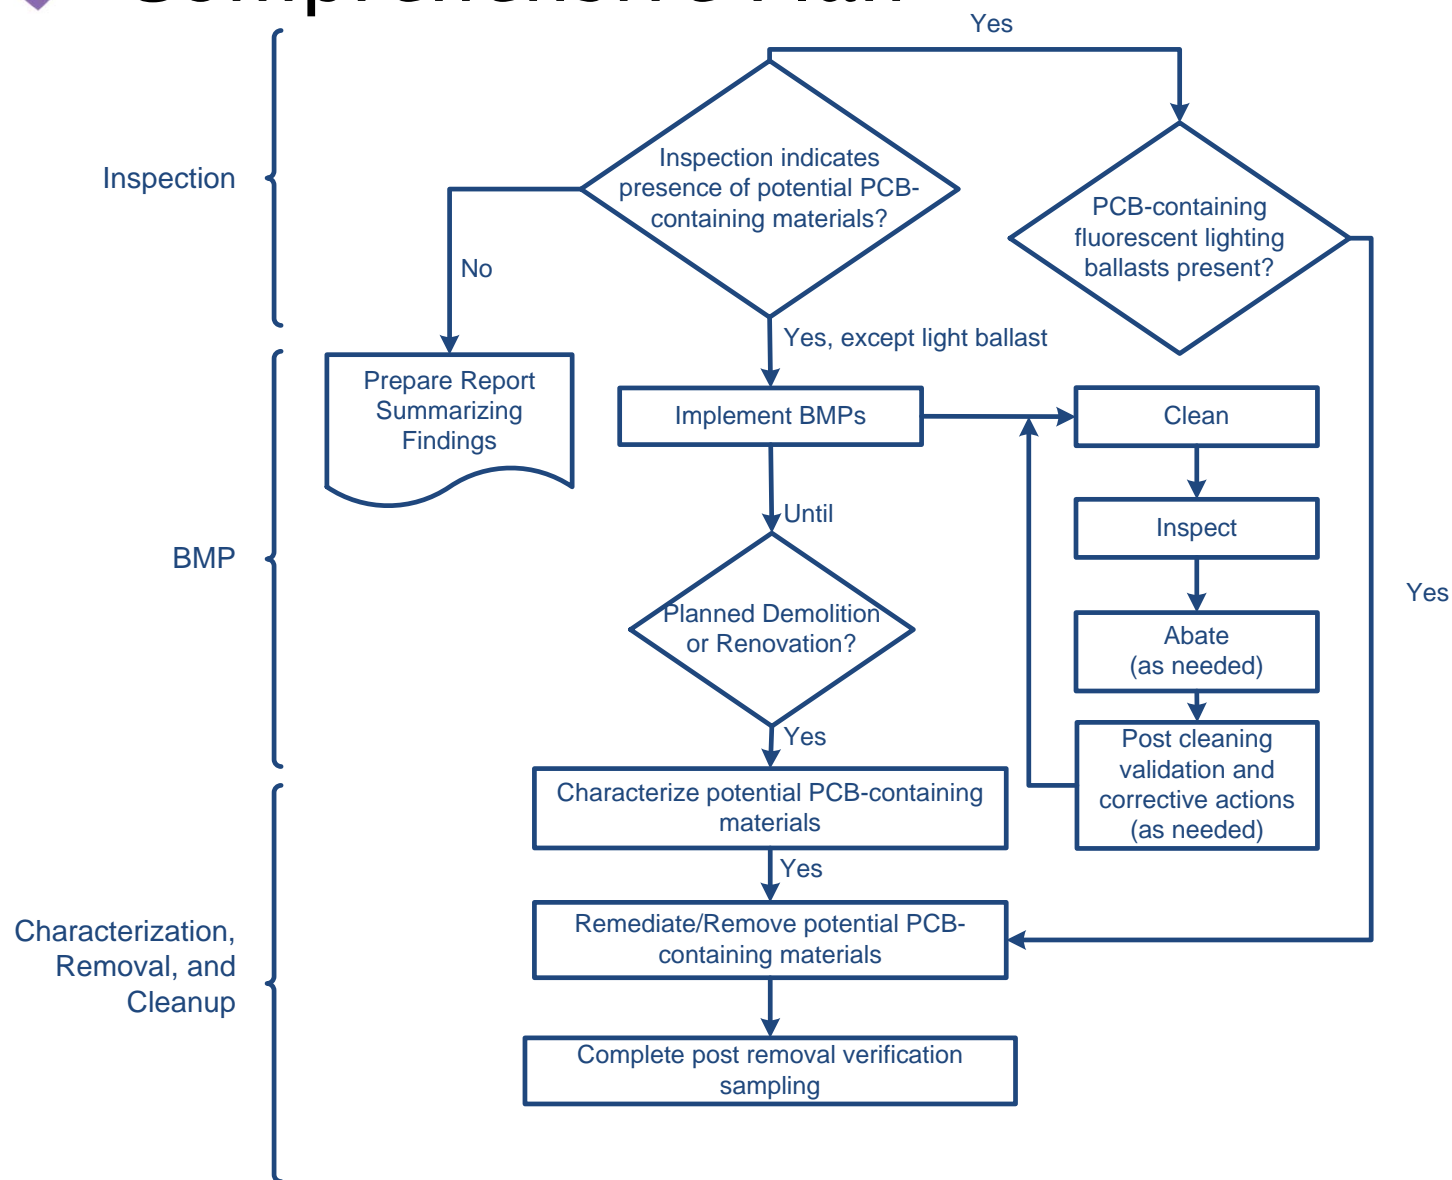 Comprehensive Plan
Yes
Inspection
Inspection indicates
presence of potential PCB-
containing materials?
PCB-containing
fluorescent lighting
ballasts present?
No
Yes, except light ballast
Prepare Report
Summarizing
Findings
Implement BMPs
Clean
Until
Inspect
BMP
Planned Demolition
or Renovation?
Yes
Abate
(as needed)
Yes
Post cleaning
validation and
corrective actions
(as needed)
Characterize potential PCB-containing
materials
Yes
Characterization,
Removal, and
Cleanup
Remediate/Remove potential PCB-
containing materials
Complete post removal verification
sampling